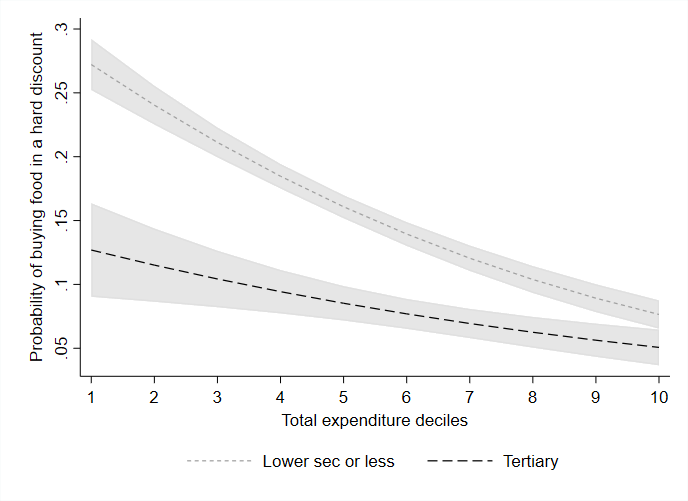 Probability of buying food in a hard discount
.3
.25
.2
.15
.1
.05
1 2 3 4 5 6 7 8 9 10
Total expenditure deciles
Lower sec or less Tertiary